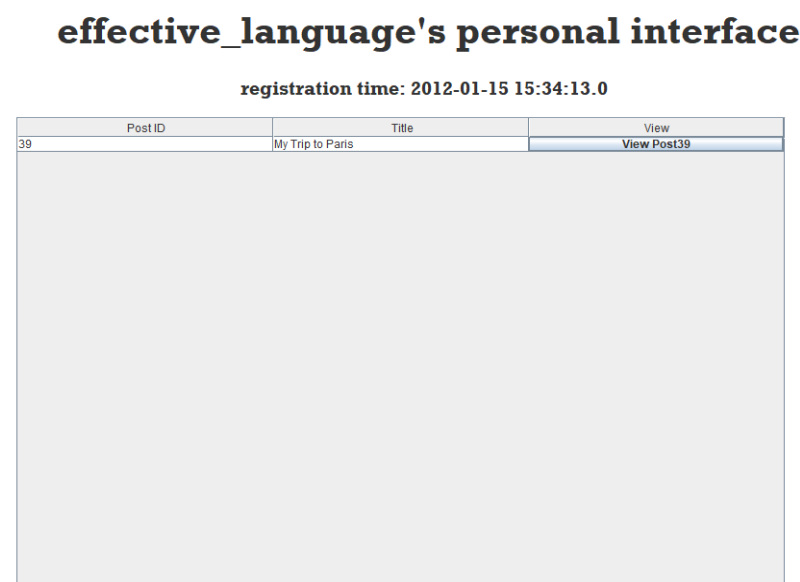 effective_language's personal interface
registration time: 2012-01-15 15:34:13.0
Post ID Title View
39 My Trip to Paris View Post39